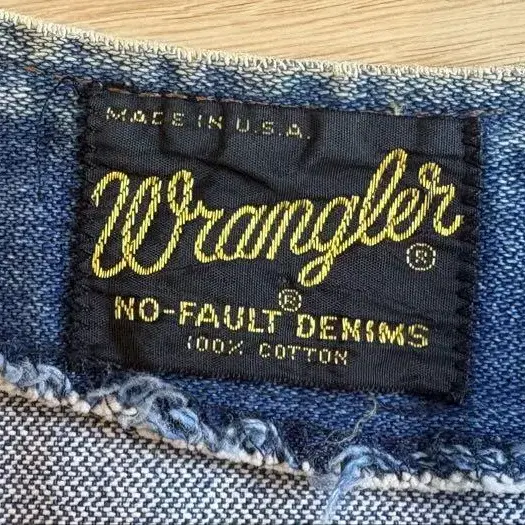 MADE IN U.S.A.
Wrangler®
NO-FAULT® DENIMS
100% COTTON